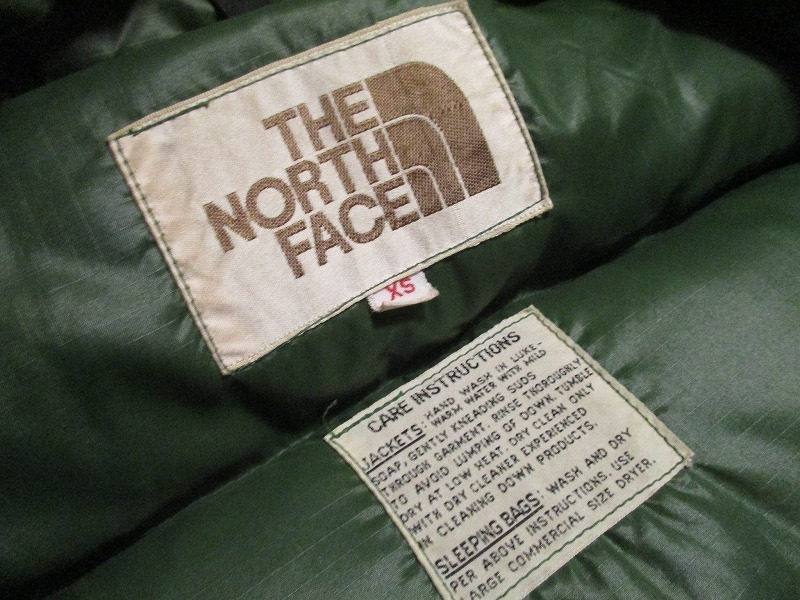 THE
NORTH
FACE
XS
CARE INSTRUCTIONS
JACKETS: HAND WASH IN LUKE-
WARM WATER WITH MILD
SOAP, GENTLY KNEADING SUDS
THROUGH GARMENT. RINSE THOROUGHLY
TO AVOID LUMPING OF DOWN, TUMBLE
DRY AT LOW HEAT. DRY CLEAN ONLY
WITH DRY CLEANER EXPERIENCED
IN CLEANING DOWN PRODUCTS.
SLEEPING BAGS: WASH AND DRY
PER ABOVE INSTRUCTIONS. USE
LARGE COMMERCIAL SIZE DRYER.